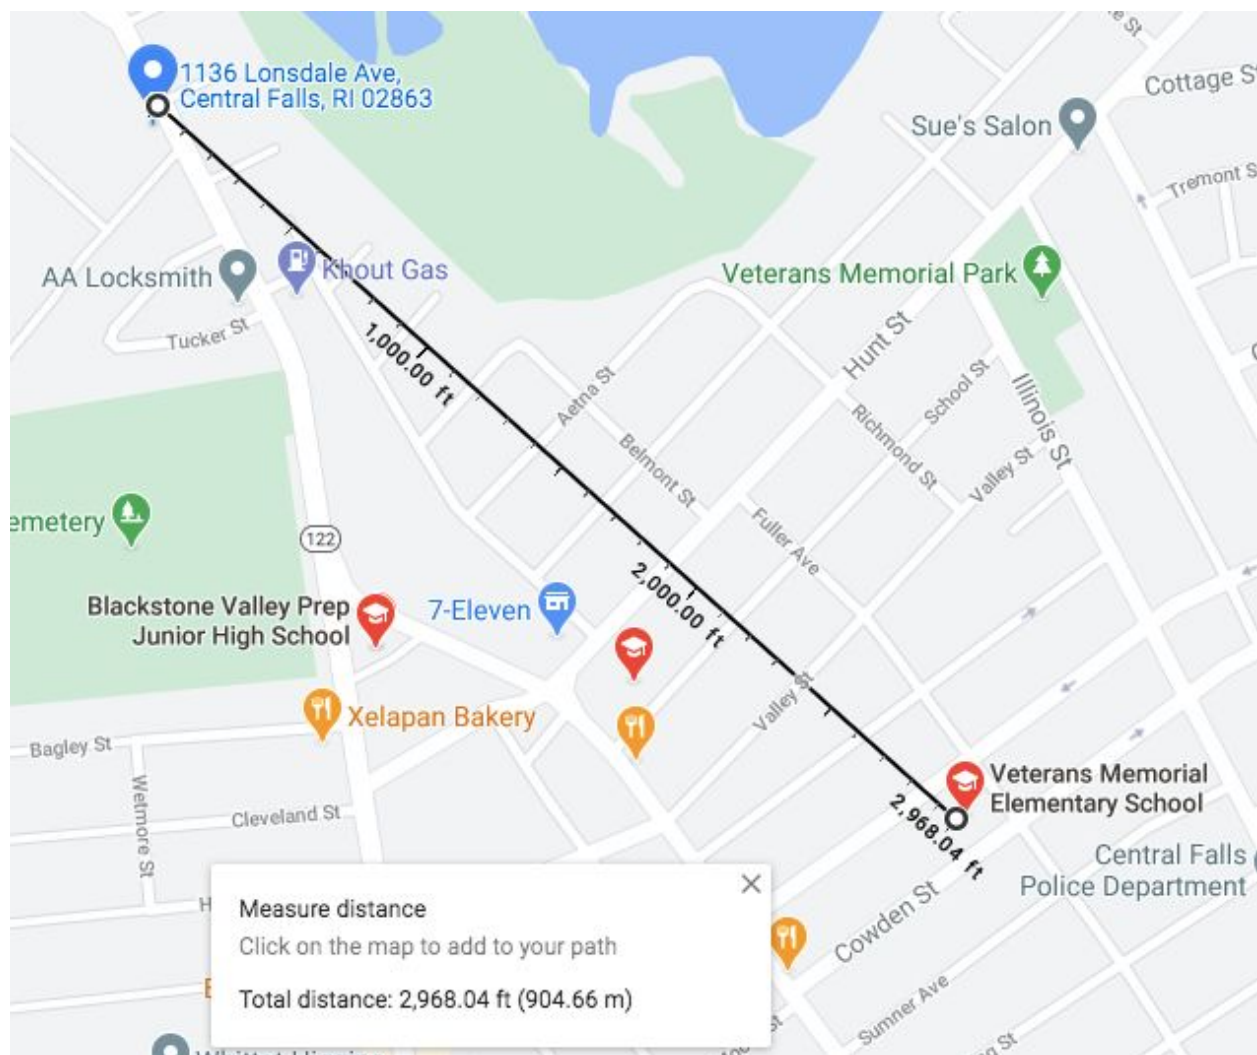 1136 Lonsdale Ave,
Central Falls, RI 02863
Cottage St
Sue's Salon
Tremont S
AA Locksmith
Khout Gas
Veterans Memorial Park
Tucker St
1,000.00 ft
Hunt St
Aetna St
School St
Illinois St
Richmond St
Belmont St
Valley St
emetery
122
Fuller Ave
2,000.00 ft
Blackstone Valley Prep
Junior High School
7-Eleven
Valley St
Xelapan Bakery
Bagley St
Wetmore St
Cleveland St
Veterans Memorial
Elementary School
2,968.04 ft
Central Falls
Police Department
Cowden St
H
Measure distance
Click on the map to add to your path
Total distance: 2,968.04 ft (904.66 m)
Sumner Ave